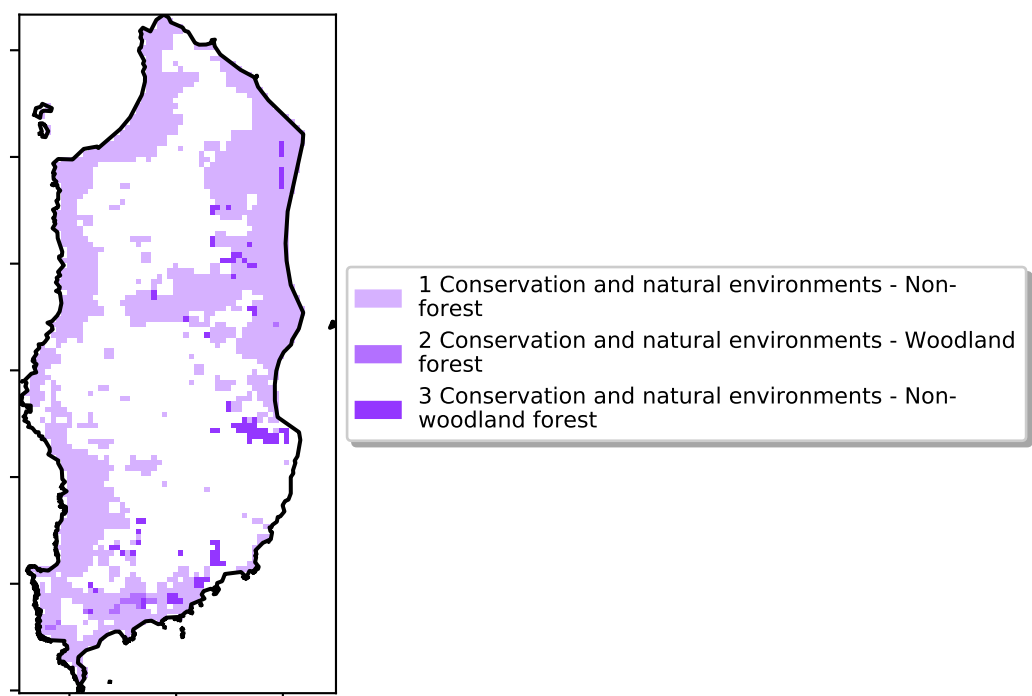 1 Conservation and natural environments - Non-
forest
2 Conservation and natural environments - Woodland
forest
3 Conservation and natural environments - Non-
woodland forest